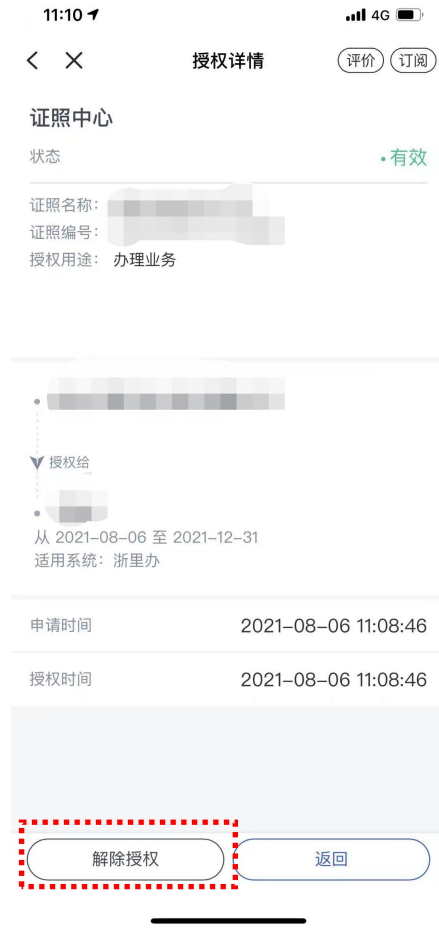 11:10
4G
授权详情
评价
订阅
证照中心
状态
有效
证照名称：
证照编号：
授权用途： 办理业务
授权给
从 2021-08-06 至 2021-12-31
适用系统：浙里办
申请时间
2021-08-06 11:08:46
授权时间
2021-08-06 11:08:46
解除授权
返回